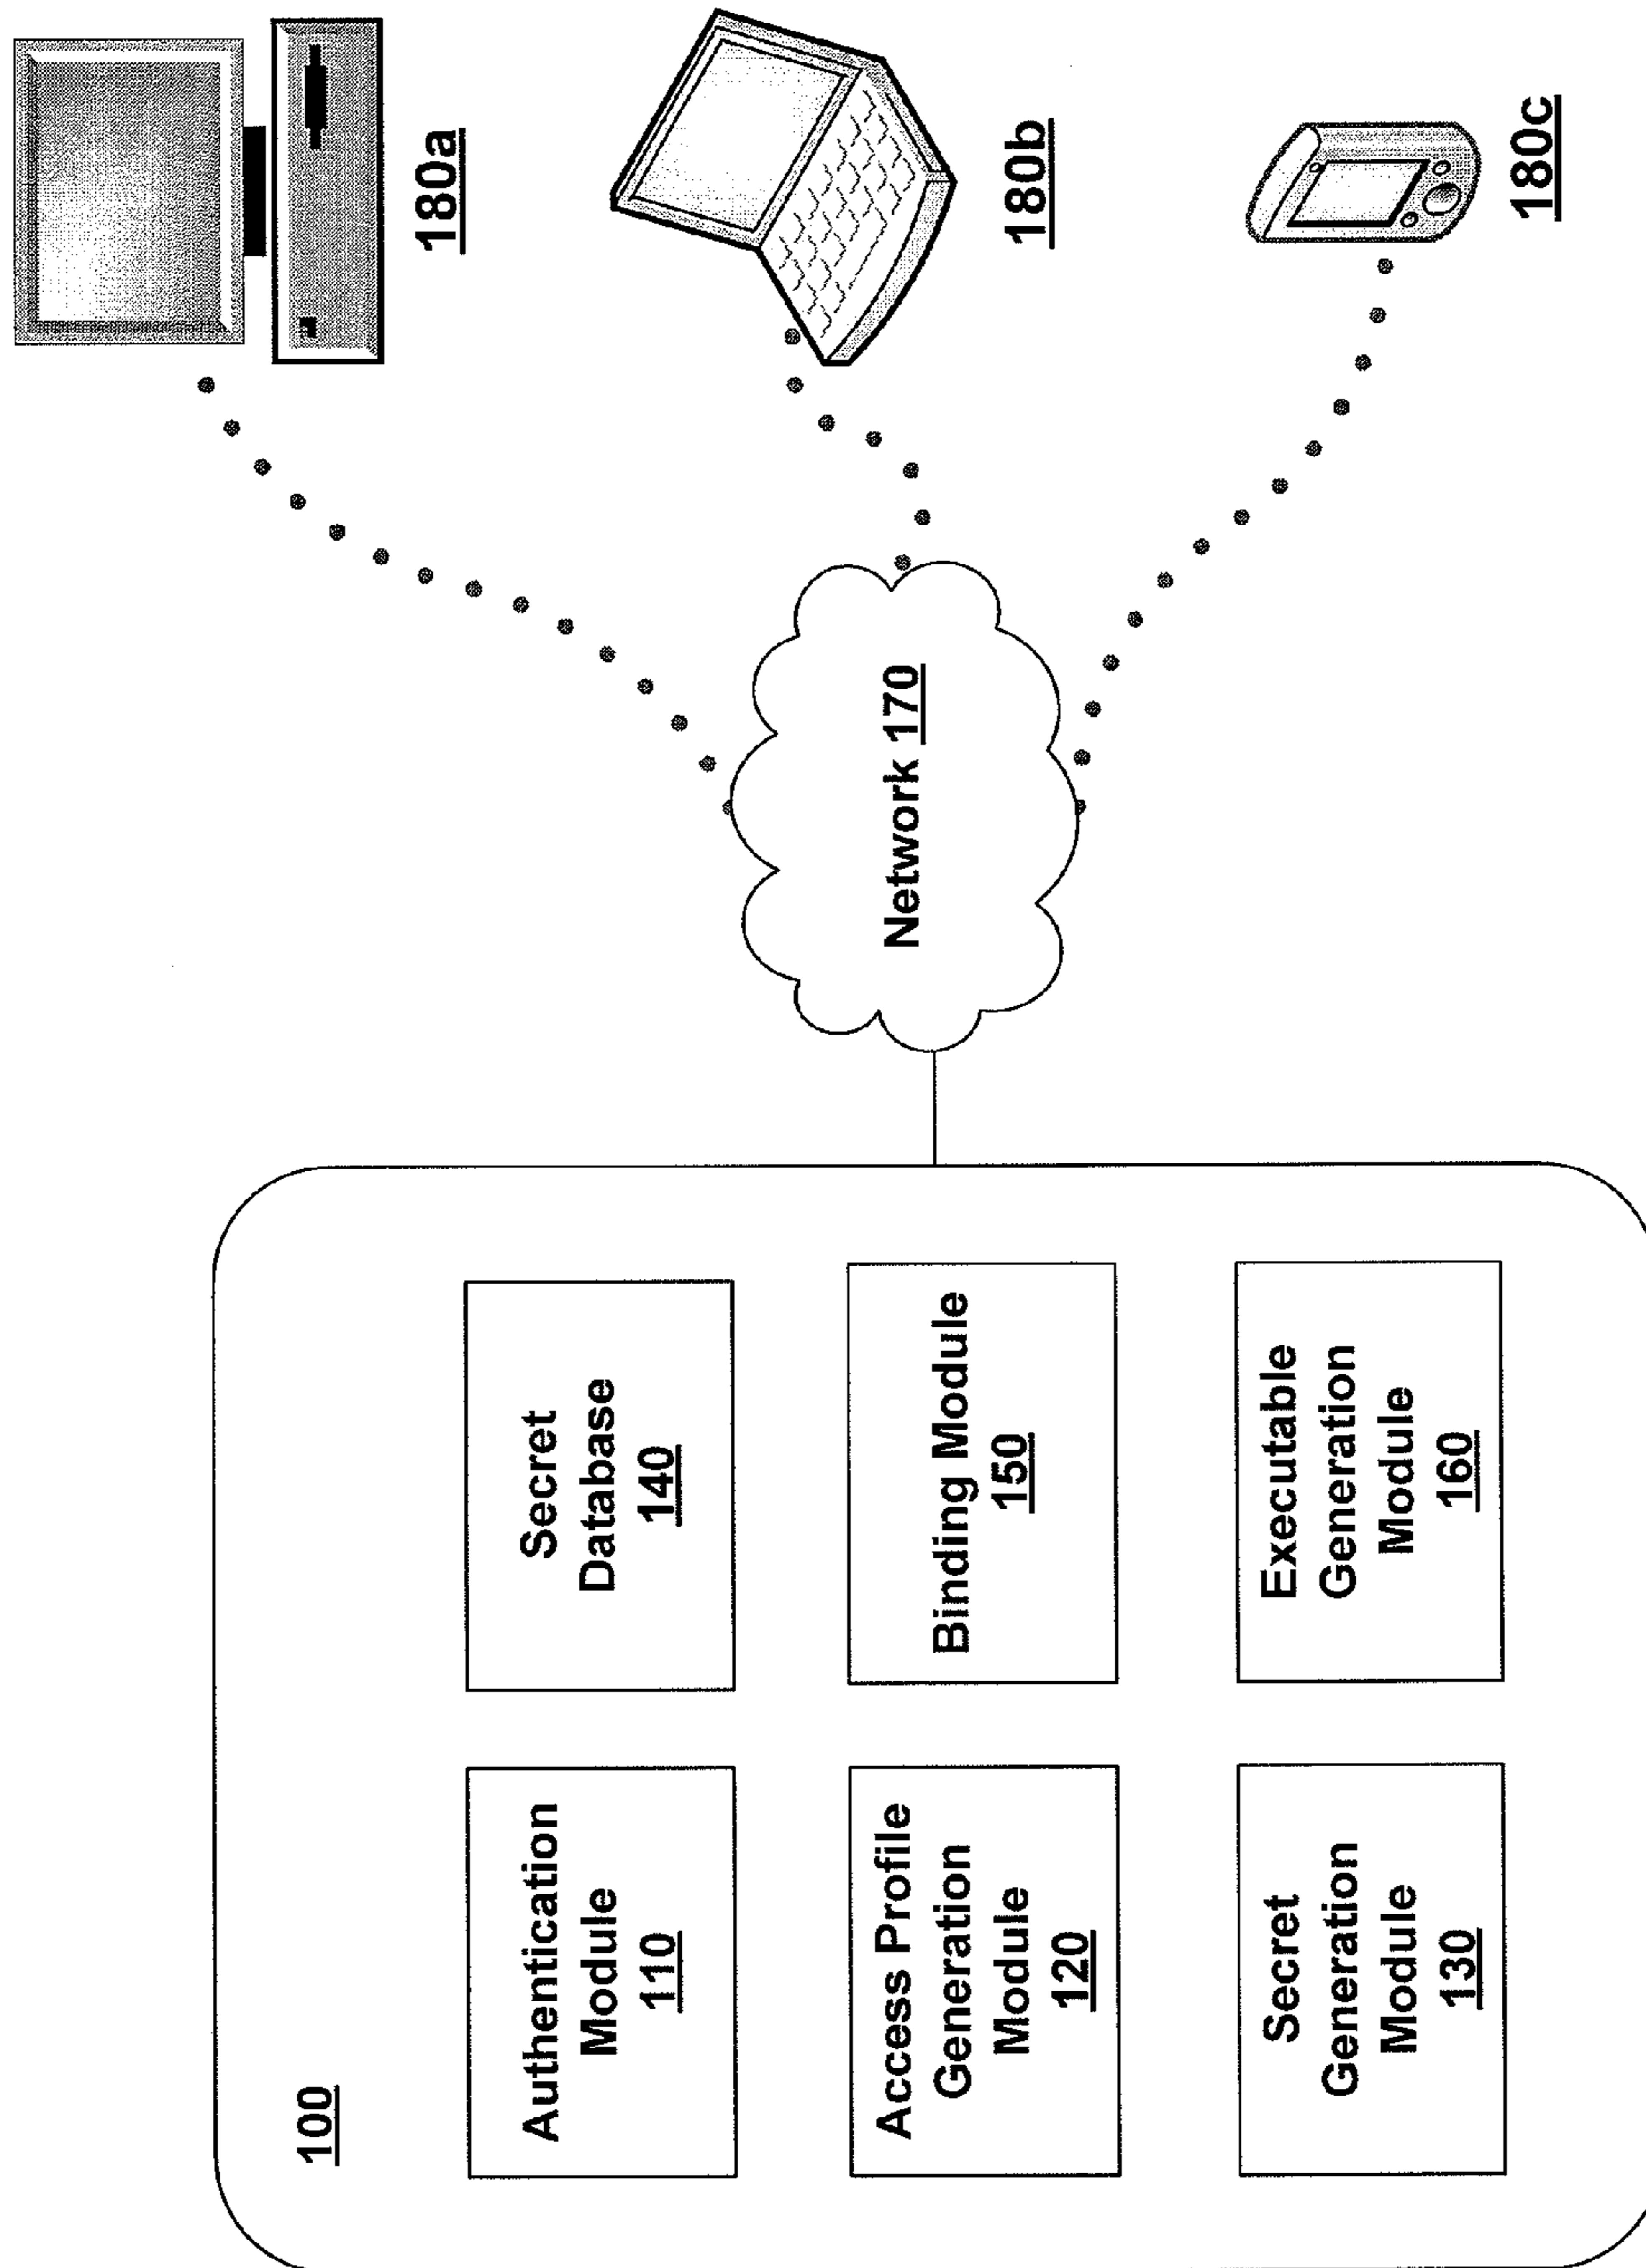 100
Authentication
Module
110
Access Profile
Generation
Module
120
Secret
Generation
Module
130
Secret
Database
140
Binding Module
150
Executable
Generation
Module
160
Network 170
180a
180b
180c